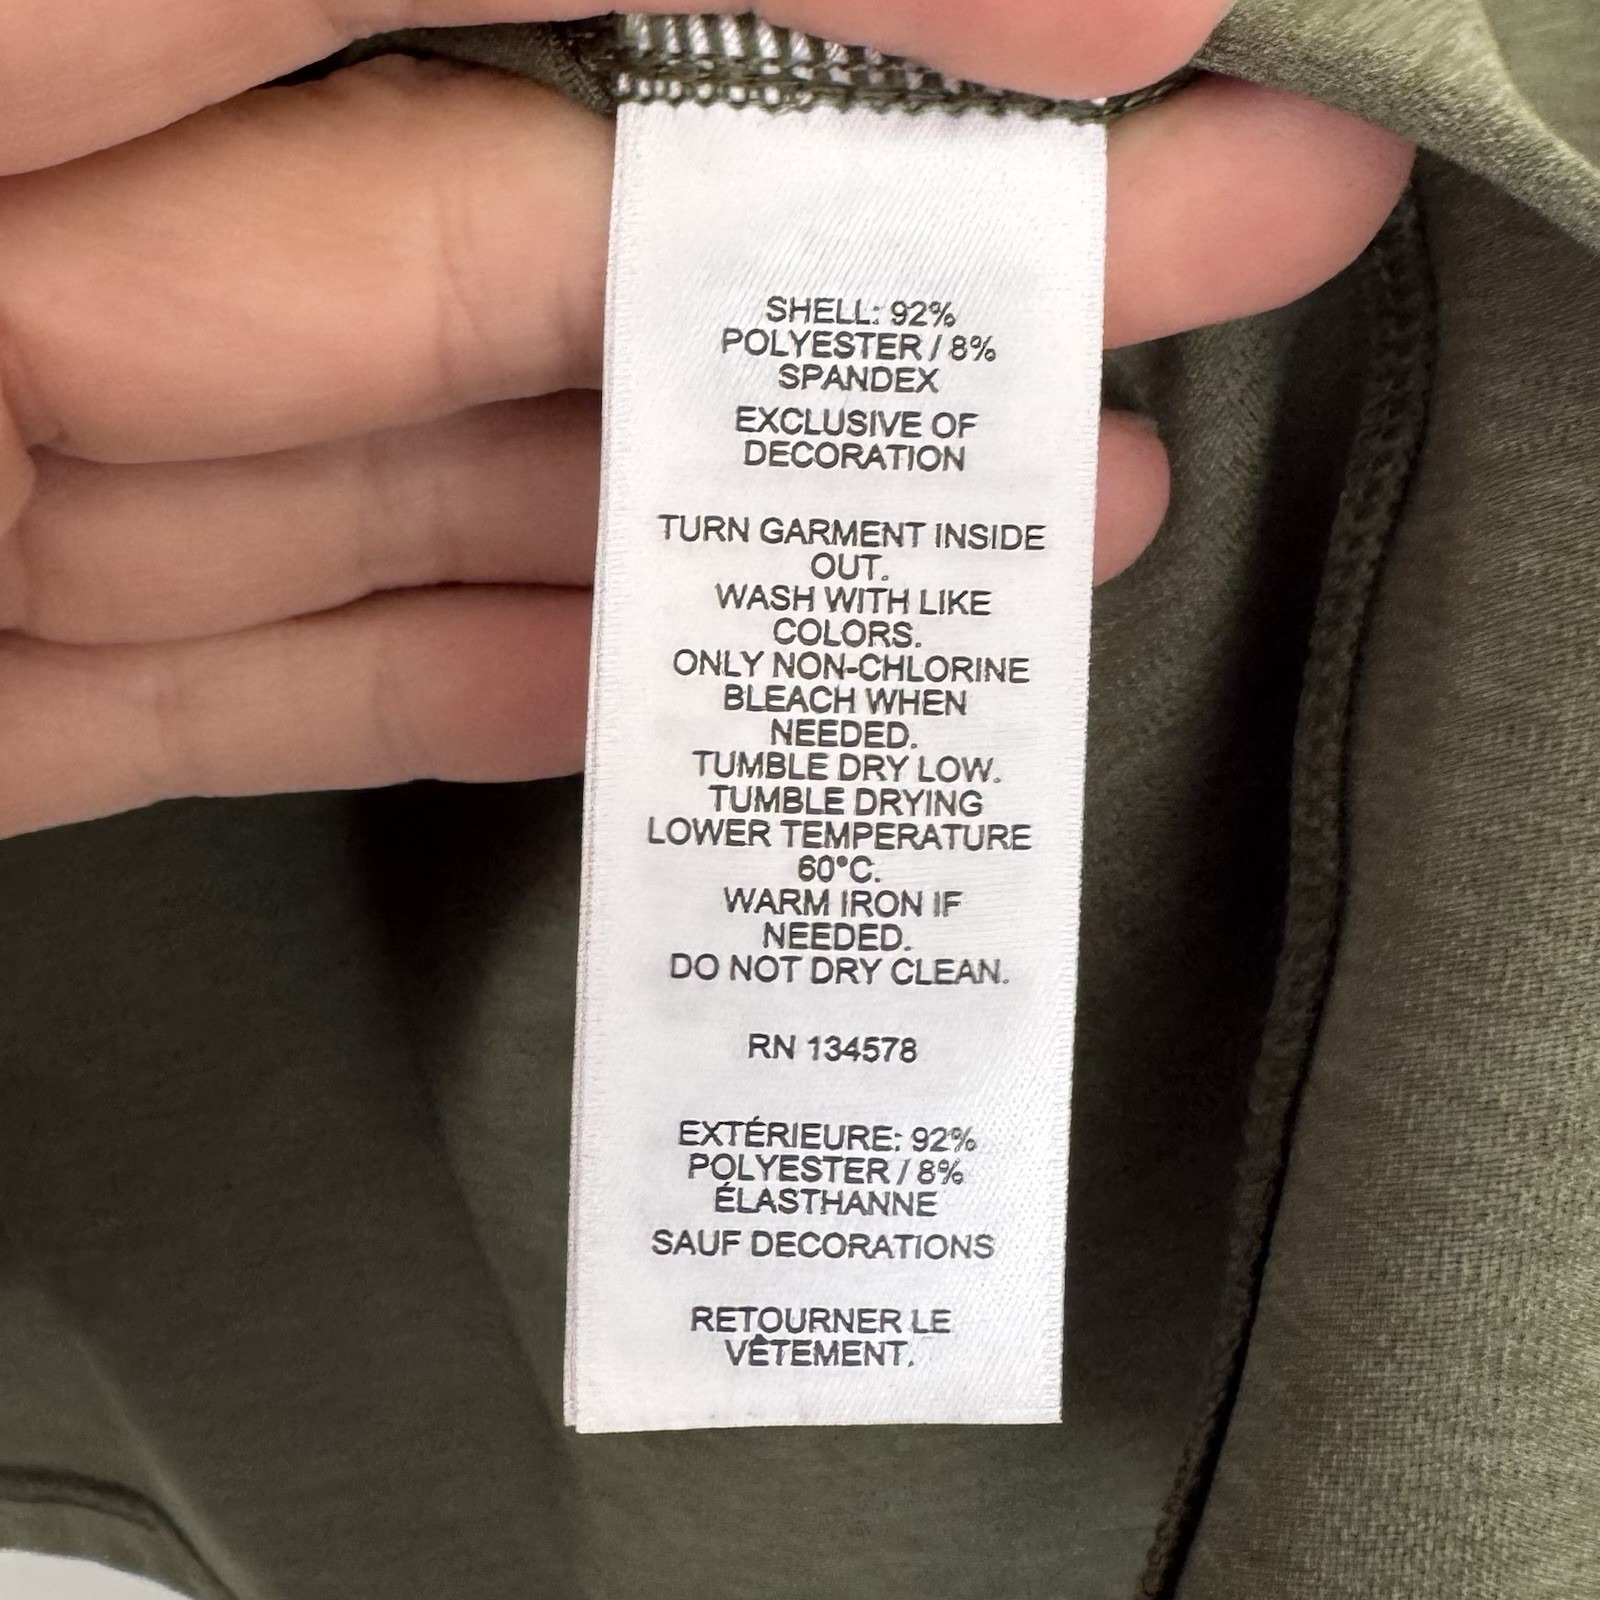 SHELL: 92%
POLYESTER / 8%
SPANDEX
EXCLUSIVE OF
DECORATION
TURN GARMENT INSIDE
OUT.
WASH WITH LIKE
COLORS.
ONLY NON-CHLORINE
BLEACH WHEN
NEEDED.
TUMBLE DRY LOW.
TUMBLE DRYING
LOWER TEMPERATURE
60°C.
WARM IRON IF
NEEDED.
DO NOT DRY CLEAN.
RN 134578
EXTÉRIEURE: 92%
POLYESTER / 8%
ÉLASTHANNE
SAUF DECORATIONS
RETOURNER LE
VÊTEMENT.